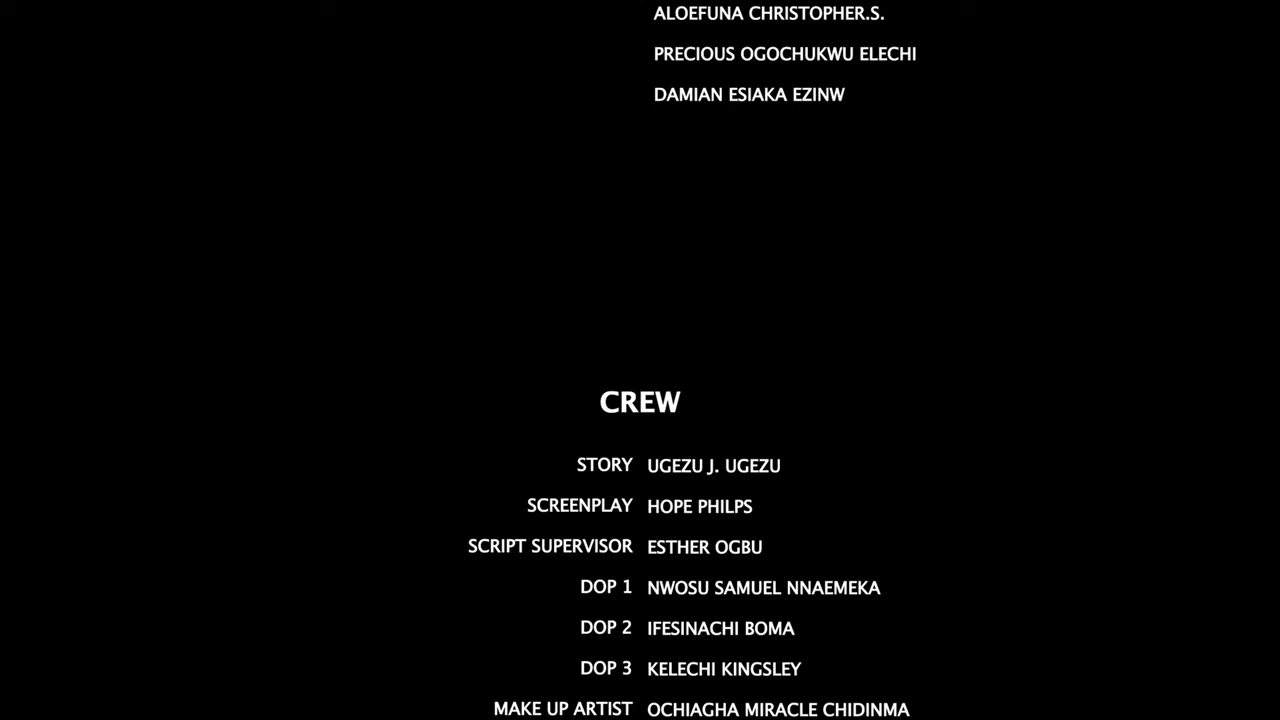 ALOEFUNA CHRISTOPHER.S.
PRECIOUS OGOCHUKWU ELECHI
DAMIAN ESIAKA EZINW
CREW
STORY UGEZU J. UGEZU
SCREENPLAY HOPE PHILPS
SCRIPT SUPERVISOR ESTHER OGBU
DOP 1 NWOSU SAMUEL NNAEMEKA
DOP 2 IFESINACHI BOMA
DOP 3 KELECHI KINGSLEY
MAKE UP ARTIST OCHIAGHA MIRACLE CHIDINMA